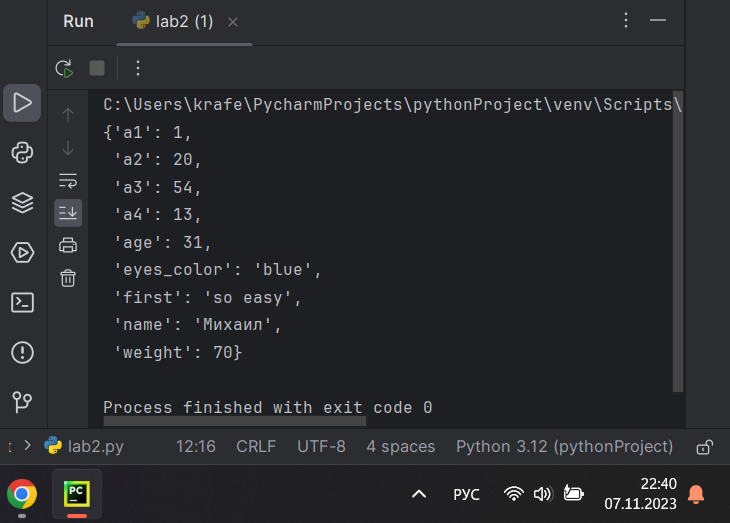 Run
lab2 (1)
C:\Users\krafe\PycharmProjects\pythonProject\venv\Scripts\
{'a1': 1,
 'a2': 20,
 'a3': 54,
 'a4': 13,
 'age': 31,
 'eyes_color': 'blue',
 'first': 'so easy',
 'name': 'Михаил',
 'weight': 70}
Process finished with exit code 0
t > lab2.py 12:16 CRLF UTF-8 4 spaces Python 3.12 (pythonProject)
PC
РУС
22:40
07.11.2023